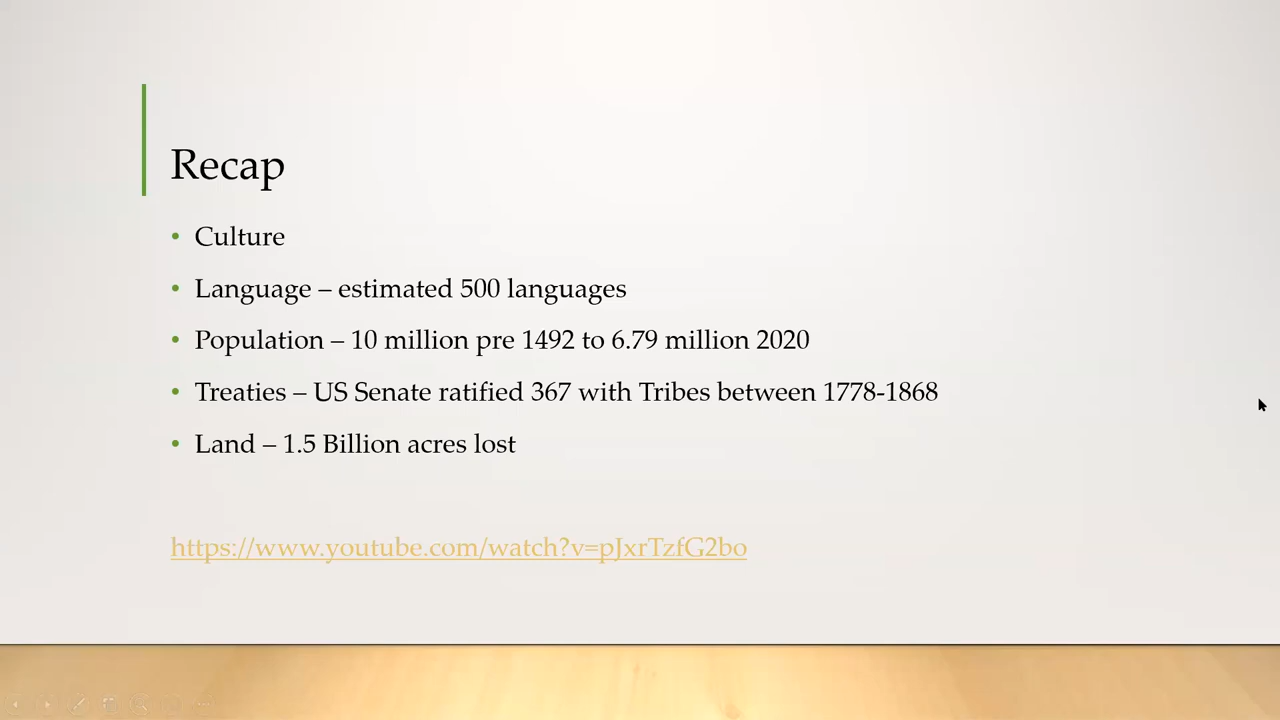 Recap
• Culture
• Language – estimated 500 languages
• Population – 10 million pre 1492 to 6.79 million 2020
• Treaties – US Senate ratified 367 with Tribes between 1778-1868
• Land – 1.5 Billion acres lost
https://www.youtube.com/watch?v=pJxrTzfG2bo